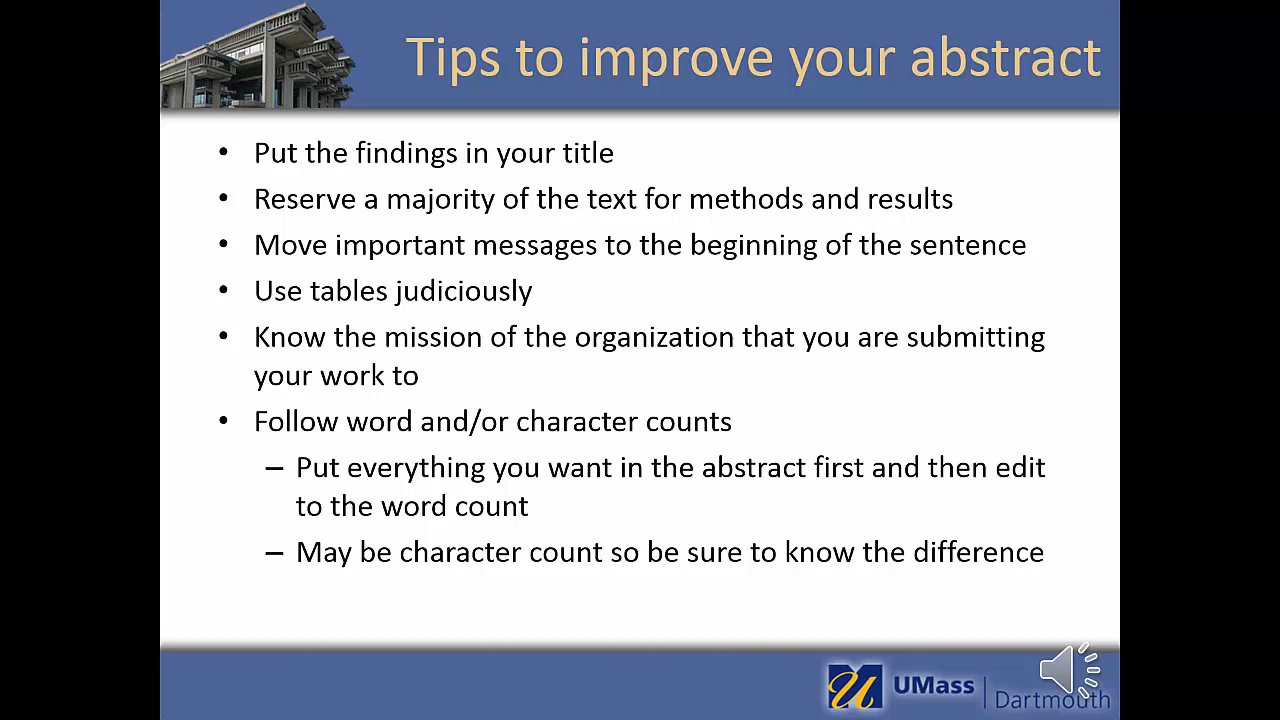 Tips to improve your abstract
• Put the findings in your title
• Reserve a majority of the text for methods and results
• Move important messages to the beginning of the sentence
• Use tables judiciously
• Know the mission of the organization that you are submitting
your work to
• Follow word and/or character counts
– Put everything you want in the abstract first and then edit
to the word count
– May be character count so be sure to know the difference
UMass
Dartmouth